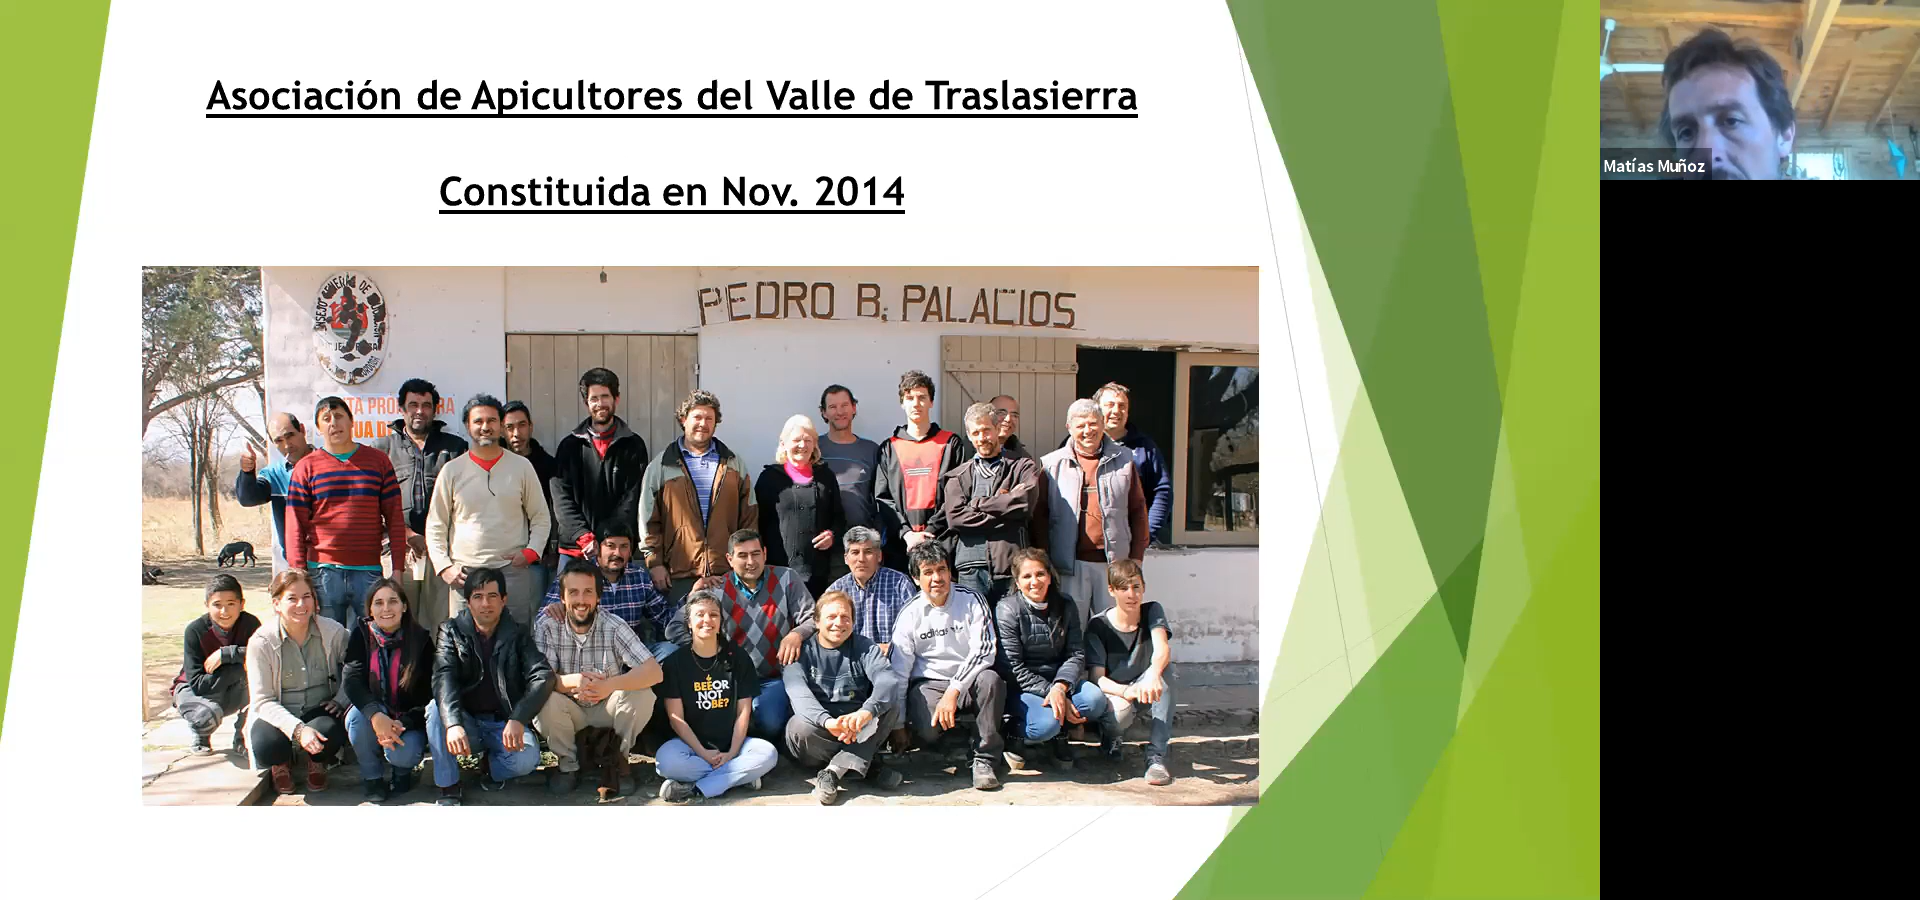 Asociación de Apicultores del Valle de Traslasierra
Constituida en Nov. 2014
PEDRO B. PALACIOS
BEE OR
NOT
TO BE?
adidas
Matías Muñoz